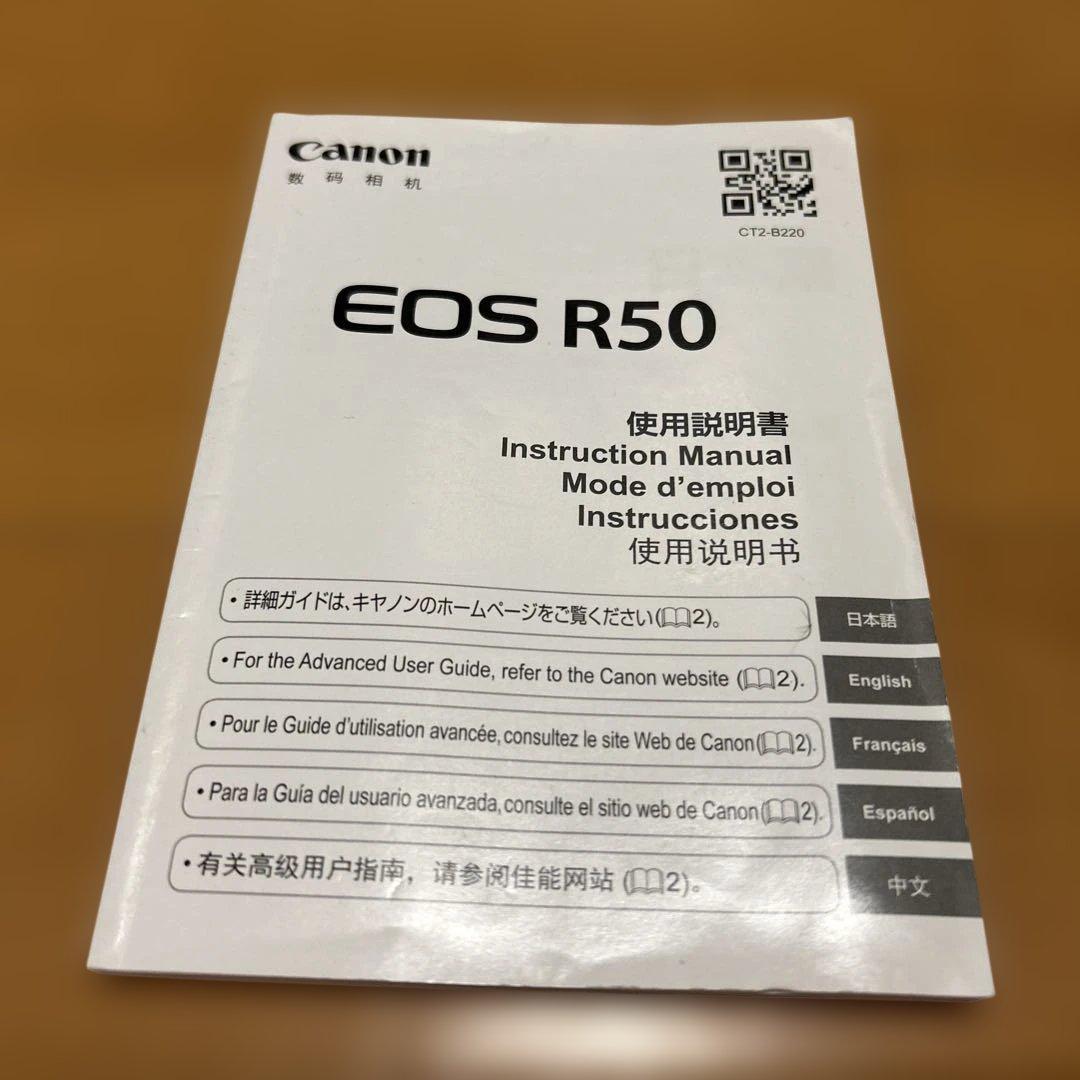 Canon
数码相机
CT2-B220
EOS R50
使用説明書
Instruction Manual
Mode d'emploi
Instrucciones
使用说明书
・詳細ガイドは、キヤノンのホームページをご覧ください(📖2)。
日本語
• For the Advanced User Guide, refer to the Canon website (📖2).
English
• Pour le Guide d'utilisation avancée, consultez le site Web de Canon(📖2).
Français
• Para la Guía del usuario avanzada, consulte el sitio web de Canon(📖2).
Español
• 有关高级用户指南，请参阅佳能网站 (📖2)。
中文